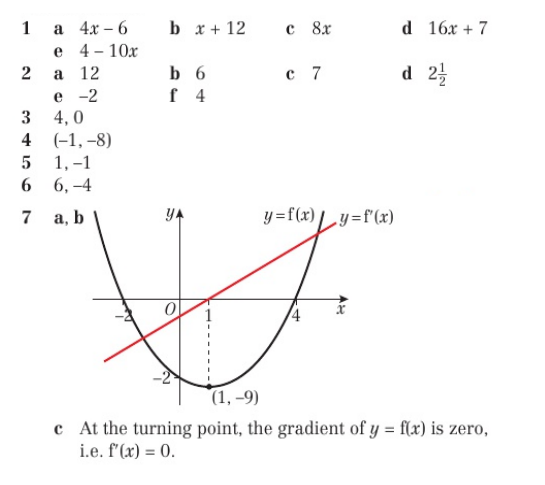 1 a 4x – 6 b x + 12 c 8x d 16x + 7
e 4 – 10x
2 a 12 b 6 c 7 d 2½
e –2 f 4
3 4, 0
4 (–1, –8)
5 1, –1
6 6, –4
7 a, b y y=f(x) y=f′(x)
–2 O 1 4 x
–2
(1, –9)
c At the turning point, the gradient of y = f(x) is zero,
i.e. f′(x) = 0.